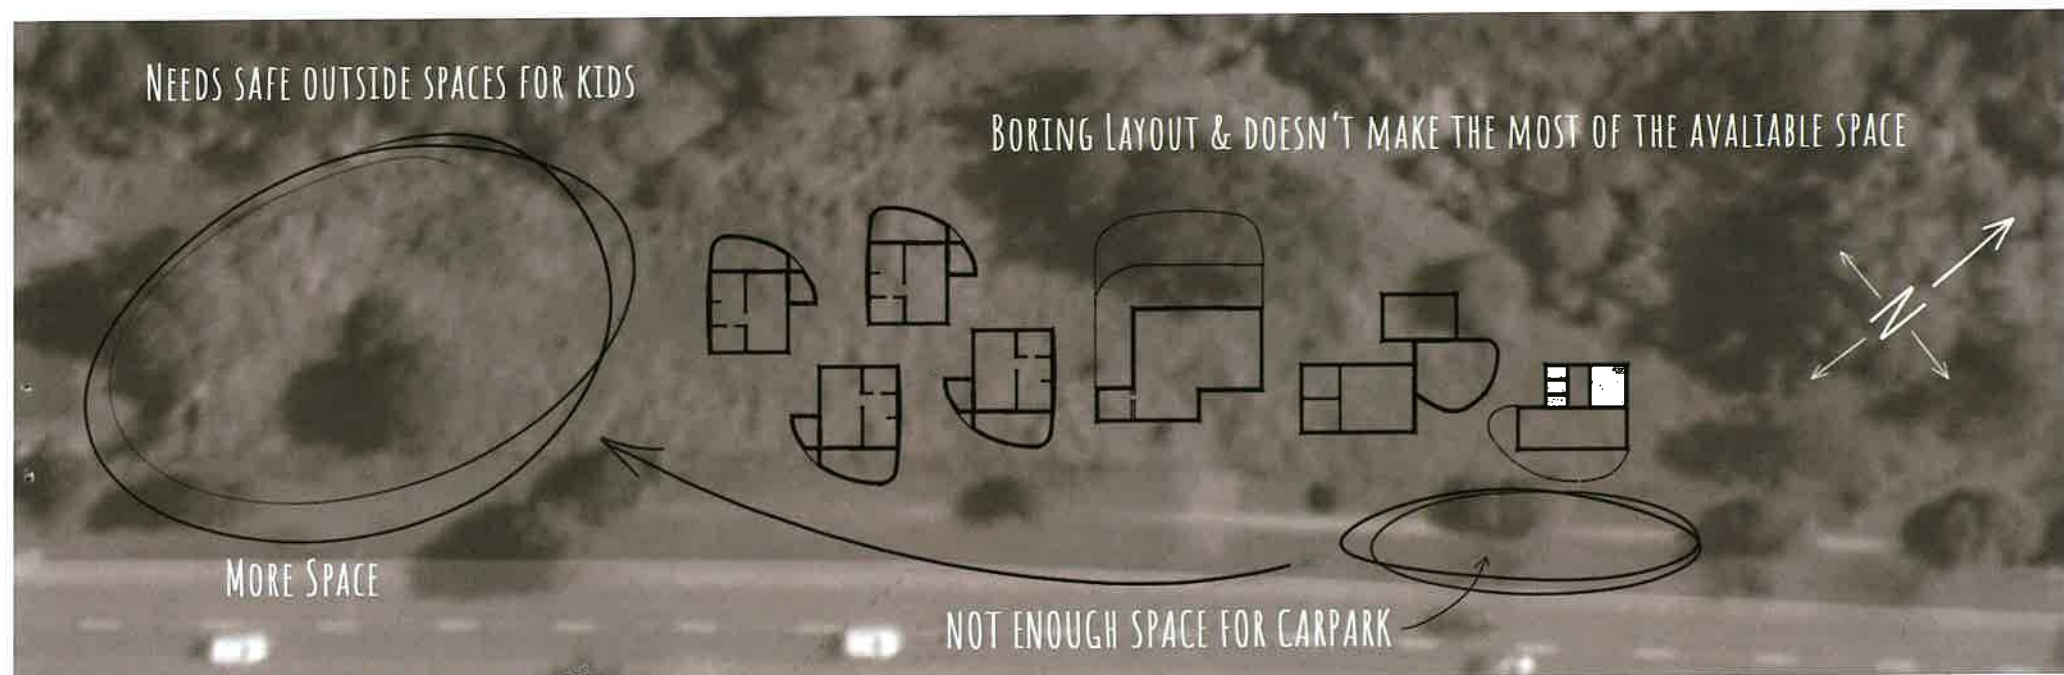 NEEDS SAFE OUTSIDE SPACES FOR KIDS
BORING LAYOUT & DOESN'T MAKE THE MOST OF THE AVALIABLE SPACE
N
MORE SPACE
NOT ENOUGH SPACE FOR CARPARK